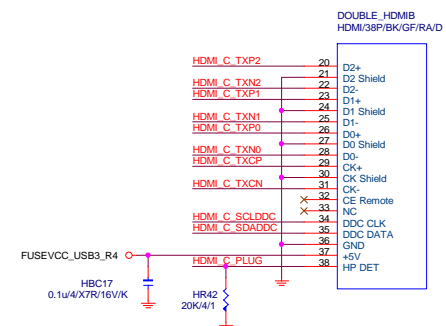 DOUBLE_HDMIB
HDMI/38P/BK/GF/RA/D
HDMI_C_TXP2 20 D2+
21 D2 Shield
HDMI_C_TXN2 22 D2-
HDMI_C_TXP1 23 D1+
24 D1 Shield
HDMI_C_TXN1 25 D1-
HDMI_C_TXP0 26 D0+
27 D0 Shield
HDMI_C_TXN0 28 D0-
HDMI_C_TXCP 29 CK+
30 CK Shield
HDMI_C_TXCN 31 CK-
32 CE Remote
33 NC
HDMI_C_SCLDDC 34 DDC CLK
HDMI_C_SDADDC 35 DDC DATA
36 GND
FUSEVCC_USB3_R4 37 +5V
HDMI_C_PLUG 38 HP DET
HBC17
0.1u/4/X7R/16V/K
HR42
20K/4/1